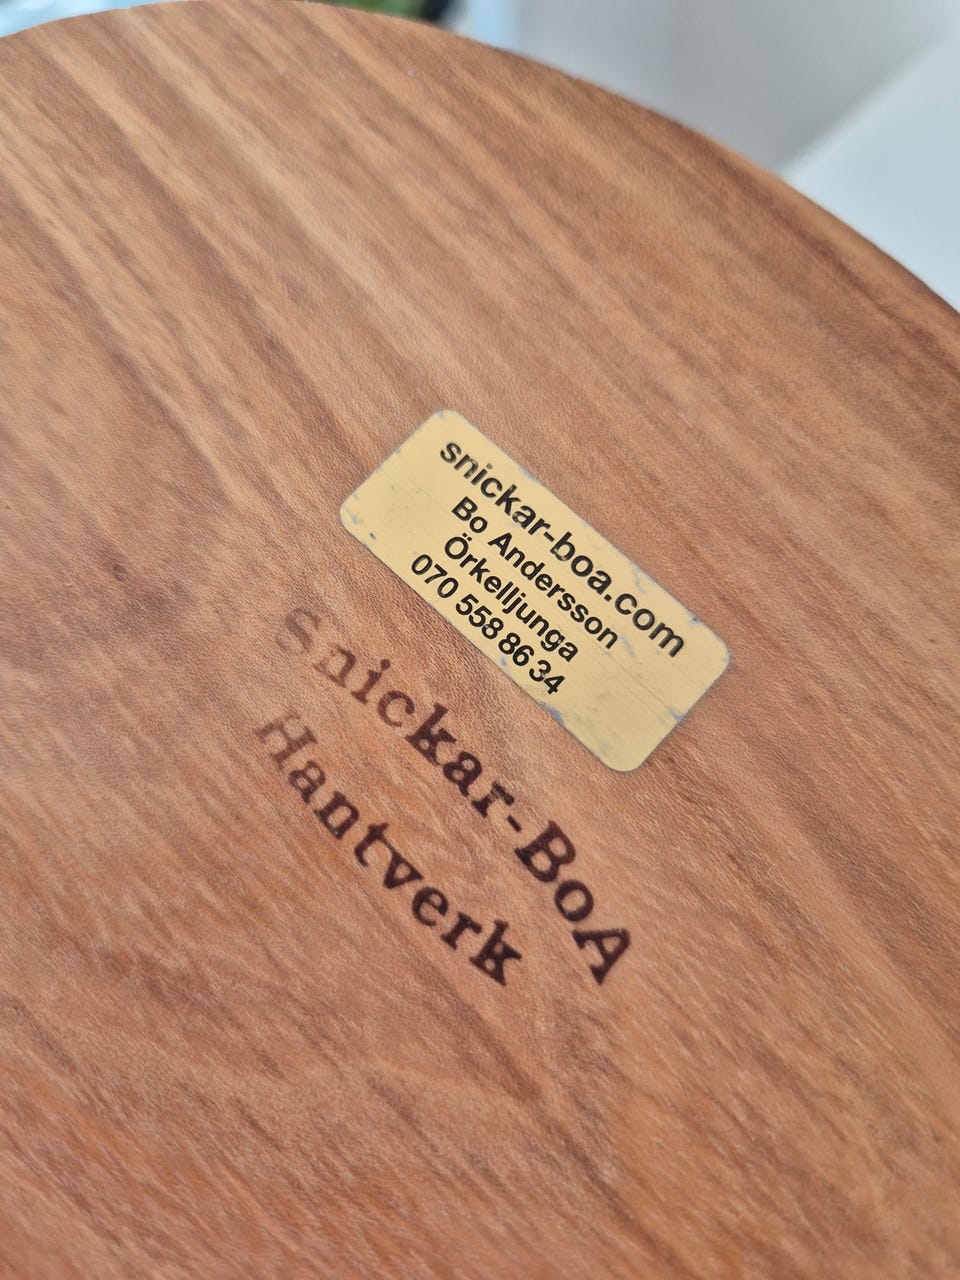 snickar-boa.com
Bo Andersson
Örkelljunga
070 558 86 34
snickar-BoA
Hantverk